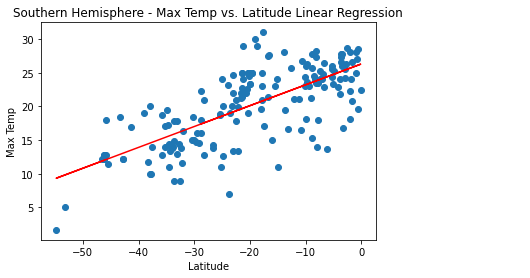 Southern Hemisphere - Max Temp vs. Latitude Linear Regression
30
25
20
15
10
5
Max Temp
−50 −40 −30 −20 −10 0
Latitude